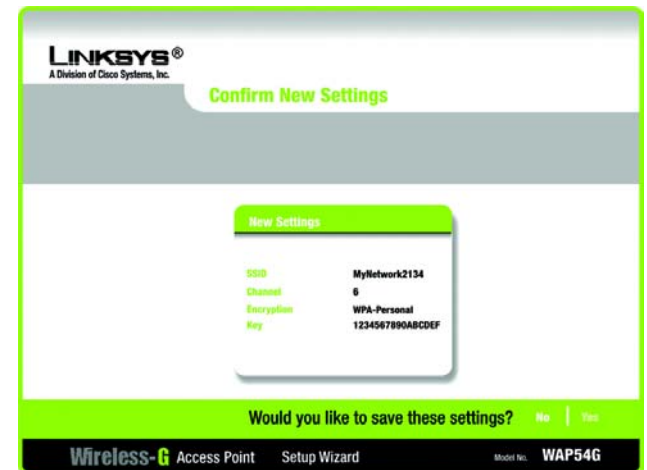 LINKSYS®
A Division of Cisco Systems, Inc.
Confirm New Settings
New Settings
SSID MyNetwork2134
Channel 6
Encryption WPA-Personal
Key 1234567890ABCDEF
Would you like to save these settings? No | Yes
Wireless-G Access Point Setup Wizard Model No. WAP54G